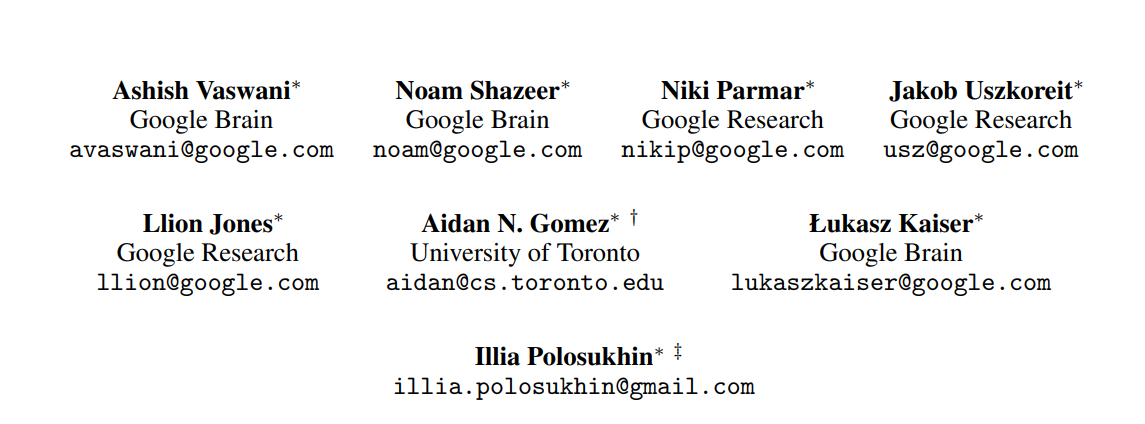 Ashish Vaswani* Noam Shazeer* Niki Parmar* Jakob Uszkoreit*
Google Brain Google Brain Google Research Google Research
avaswani@google.com noam@google.com nikip@google.com usz@google.com
Llion Jones* Aidan N. Gomez* † Łukasz Kaiser*
Google Research University of Toronto Google Brain
llion@google.com aidan@cs.toronto.edu lukaszkaiser@google.com
Illia Polosukhin* ‡
illia.polosukhin@gmail.com